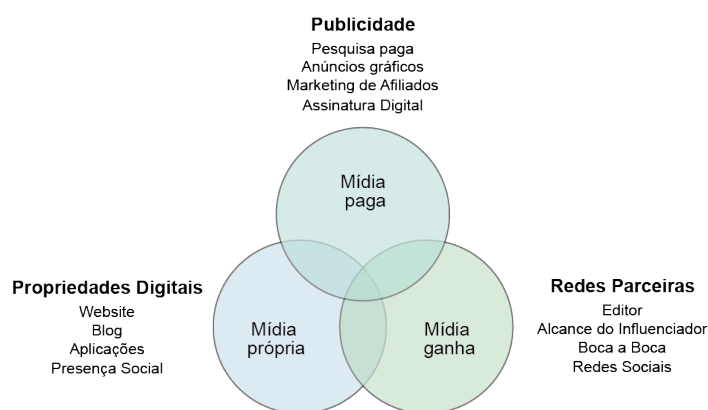 Publicidade
Pesquisa paga
Anúncios gráficos
Marketing de Afiliados
Assinatura Digital
Mídia
paga
Propriedades Digitais
Website
Blog
Aplicações
Presença Social
Mídia
própria
Mídia
ganha
Redes Parceiras
Editor
Alcance do Influenciador
Boca a Boca
Redes Sociais